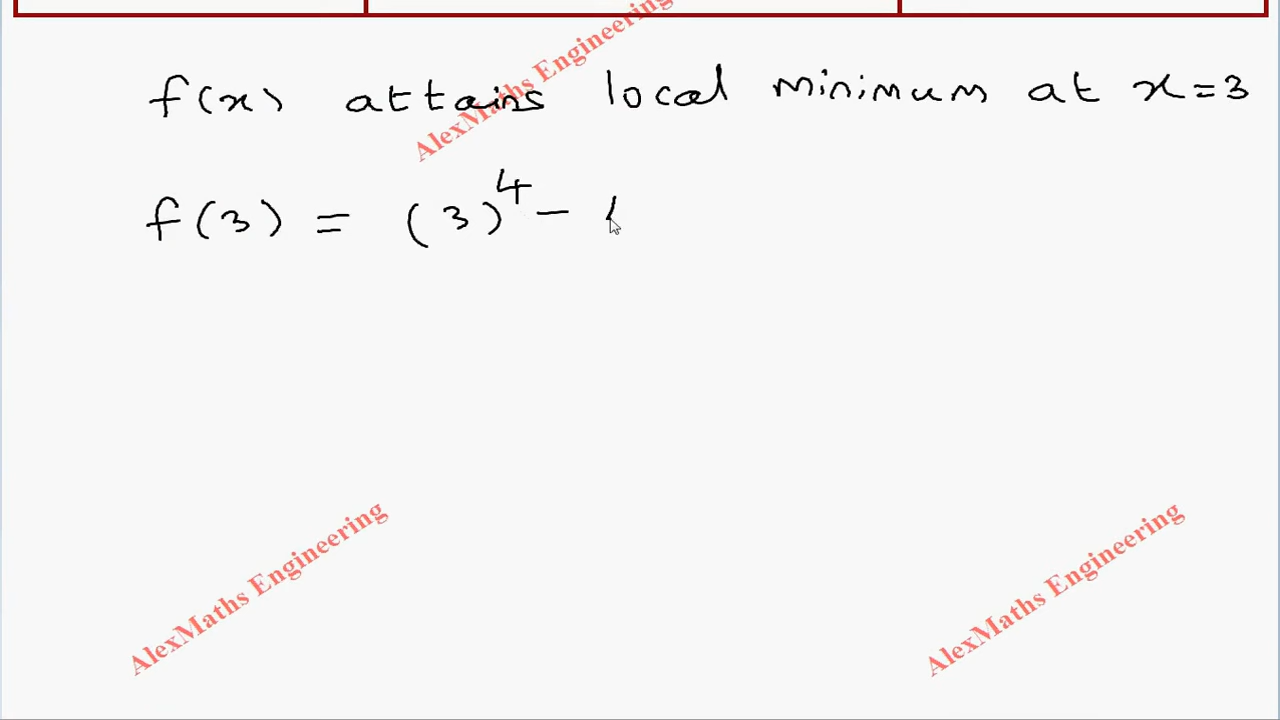 AlexMaths Engineering
f(x) attains local minimum at x=3
f(3) = (3)^4 -
AlexMaths Engineering
AlexMaths Engineering